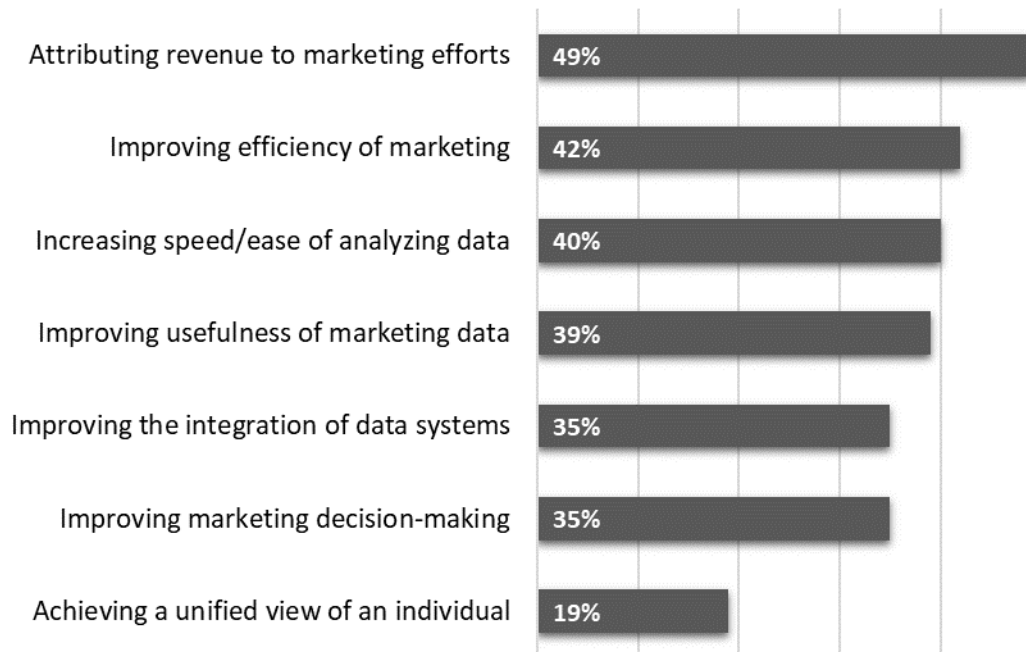 Attributing revenue to marketing efforts 49%
Improving efficiency of marketing 42%
Increasing speed/ease of analyzing data 40%
Improving usefulness of marketing data 39%
Improving the integration of data systems 35%
Improving marketing decision-making 35%
Achieving a unified view of an individual 19%